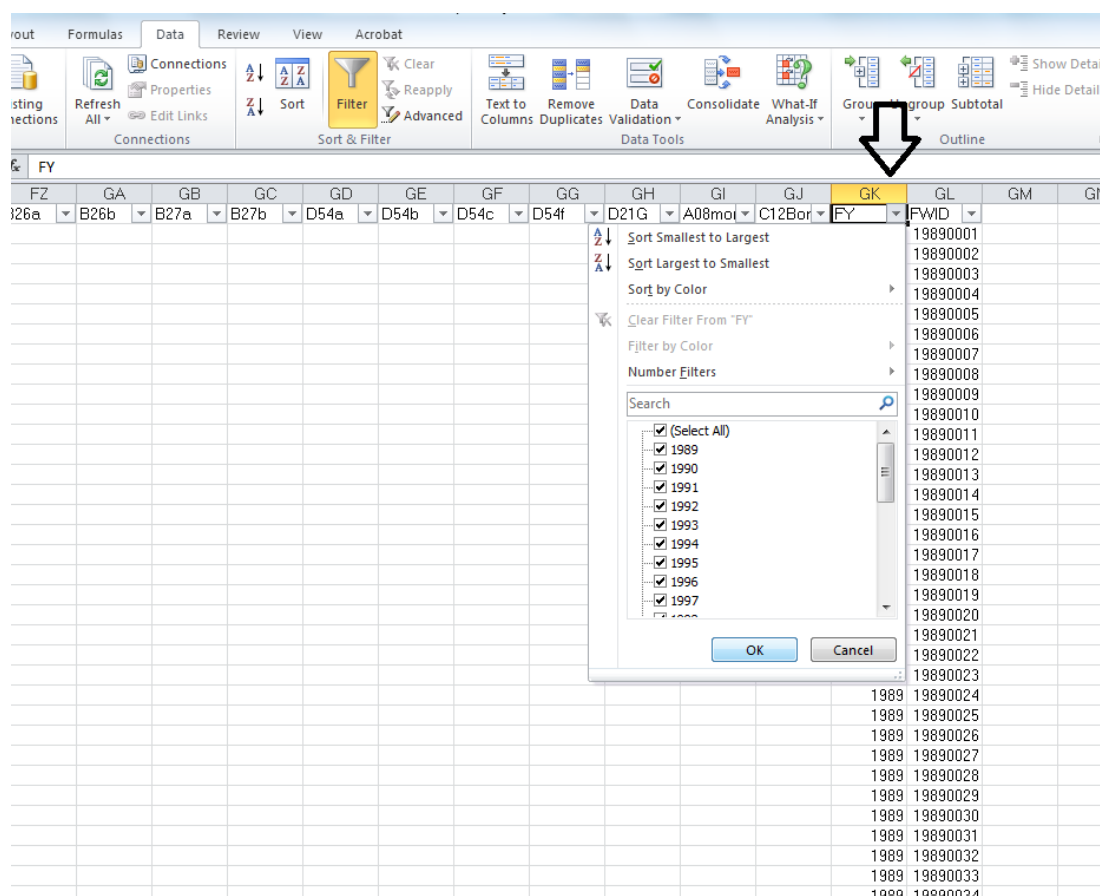 Formulas Data Review View Acrobat
Connections Clear Show Detail
Properties Reapply Hide Detail
Refresh All Edit Links Sort Filter Advanced Text to Columns Remove Duplicates Data Validation Consolidate What-If Analysis Group Ungroup Subtotal
Connections Sort & Filter Data Tools Outline
FY
FZ GA GB GC GD GE GF GG GH GI GJ GK GL GM
B26a B26b B27a B27b D54a D54b D54c D54f D21G A08mor C12Bor FY FWID
Sort Smallest to Largest 19890001
Sort Largest to Smallest 19890002
19890003
Sort by Color 19890004
Clear Filter From "FY" 19890005
19890006
Filter by Color 19890007
Number Filters 19890008
Search 19890009
19890010
(Select All) 19890011
1989 19890012
1990 19890013
1991 19890014
1992 19890015
1993 19890016
1994 19890017
1995 19890018
1996 19890019
1997 19890020
19890021
OK Cancel 19890022
19890023
1989 19890024
1989 19890025
1989 19890026
1989 19890027
1989 19890028
1989 19890029
1989 19890030
1989 19890031
1989 19890032
1989 19890033
1989 19890034